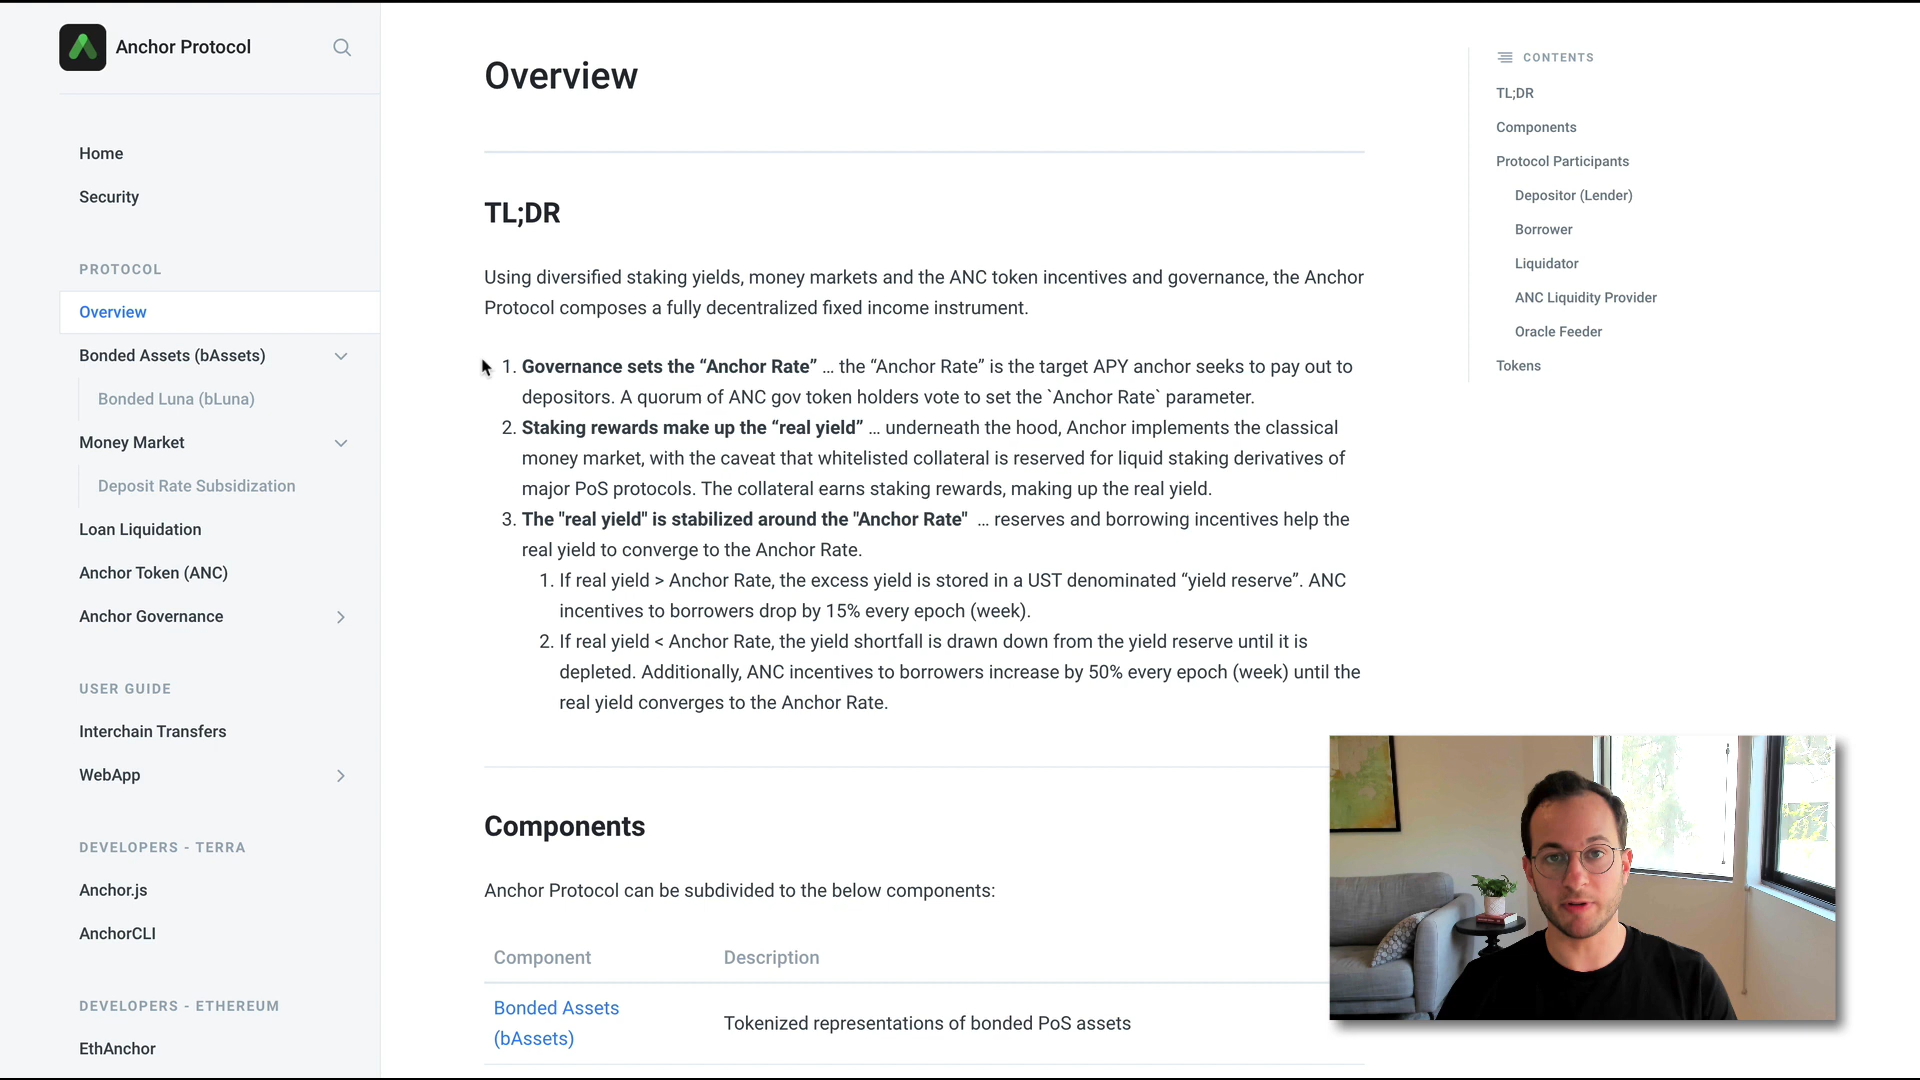 Anchor Protocol
Home
Security
PROTOCOL
Overview
Bonded Assets (bAssets)
Bonded Luna (bLuna)
Money Market
Deposit Rate Subsidization
Loan Liquidation
Anchor Token (ANC)
Anchor Governance
USER GUIDE
Interchain Transfers
WebApp
DEVELOPERS - TERRA
Anchor.js
AnchorCLI
DEVELOPERS - ETHEREUM
EthAnchor
Overview
TL;DR
Using diversified staking yields, money markets and the ANC token incentives and governance, the Anchor
Protocol composes a fully decentralized fixed income instrument.
1. Governance sets the “Anchor Rate” ... the “Anchor Rate” is the target APY anchor seeks to pay out to
depositors. A quorum of ANC gov token holders vote to set the `Anchor Rate` parameter.
2. Staking rewards make up the “real yield” ... underneath the hood, Anchor implements the classical
money market, with the caveat that whitelisted collateral is reserved for liquid staking derivatives of
major PoS protocols. The collateral earns staking rewards, making up the real yield.
3. The "real yield" is stabilized around the "Anchor Rate" ... reserves and borrowing incentives help the
real yield to converge to the Anchor Rate.
1. If real yield > Anchor Rate, the excess yield is stored in a UST denominated “yield reserve”. ANC
incentives to borrowers drop by 15% every epoch (week).
2. If real yield < Anchor Rate, the yield shortfall is drawn down from the yield reserve until it is
depleted. Additionally, ANC incentives to borrowers increase by 50% every epoch (week) until the
real yield converges to the Anchor Rate.
Components
Anchor Protocol can be subdivided to the below components:
Component Description
Bonded Assets
(bAssets)
Tokenized representations of bonded PoS assets
CONTENTS
TL;DR
Components
Protocol Participants
Depositor (Lender)
Borrower
Liquidator
ANC Liquidity Provider
Oracle Feeder
Tokens